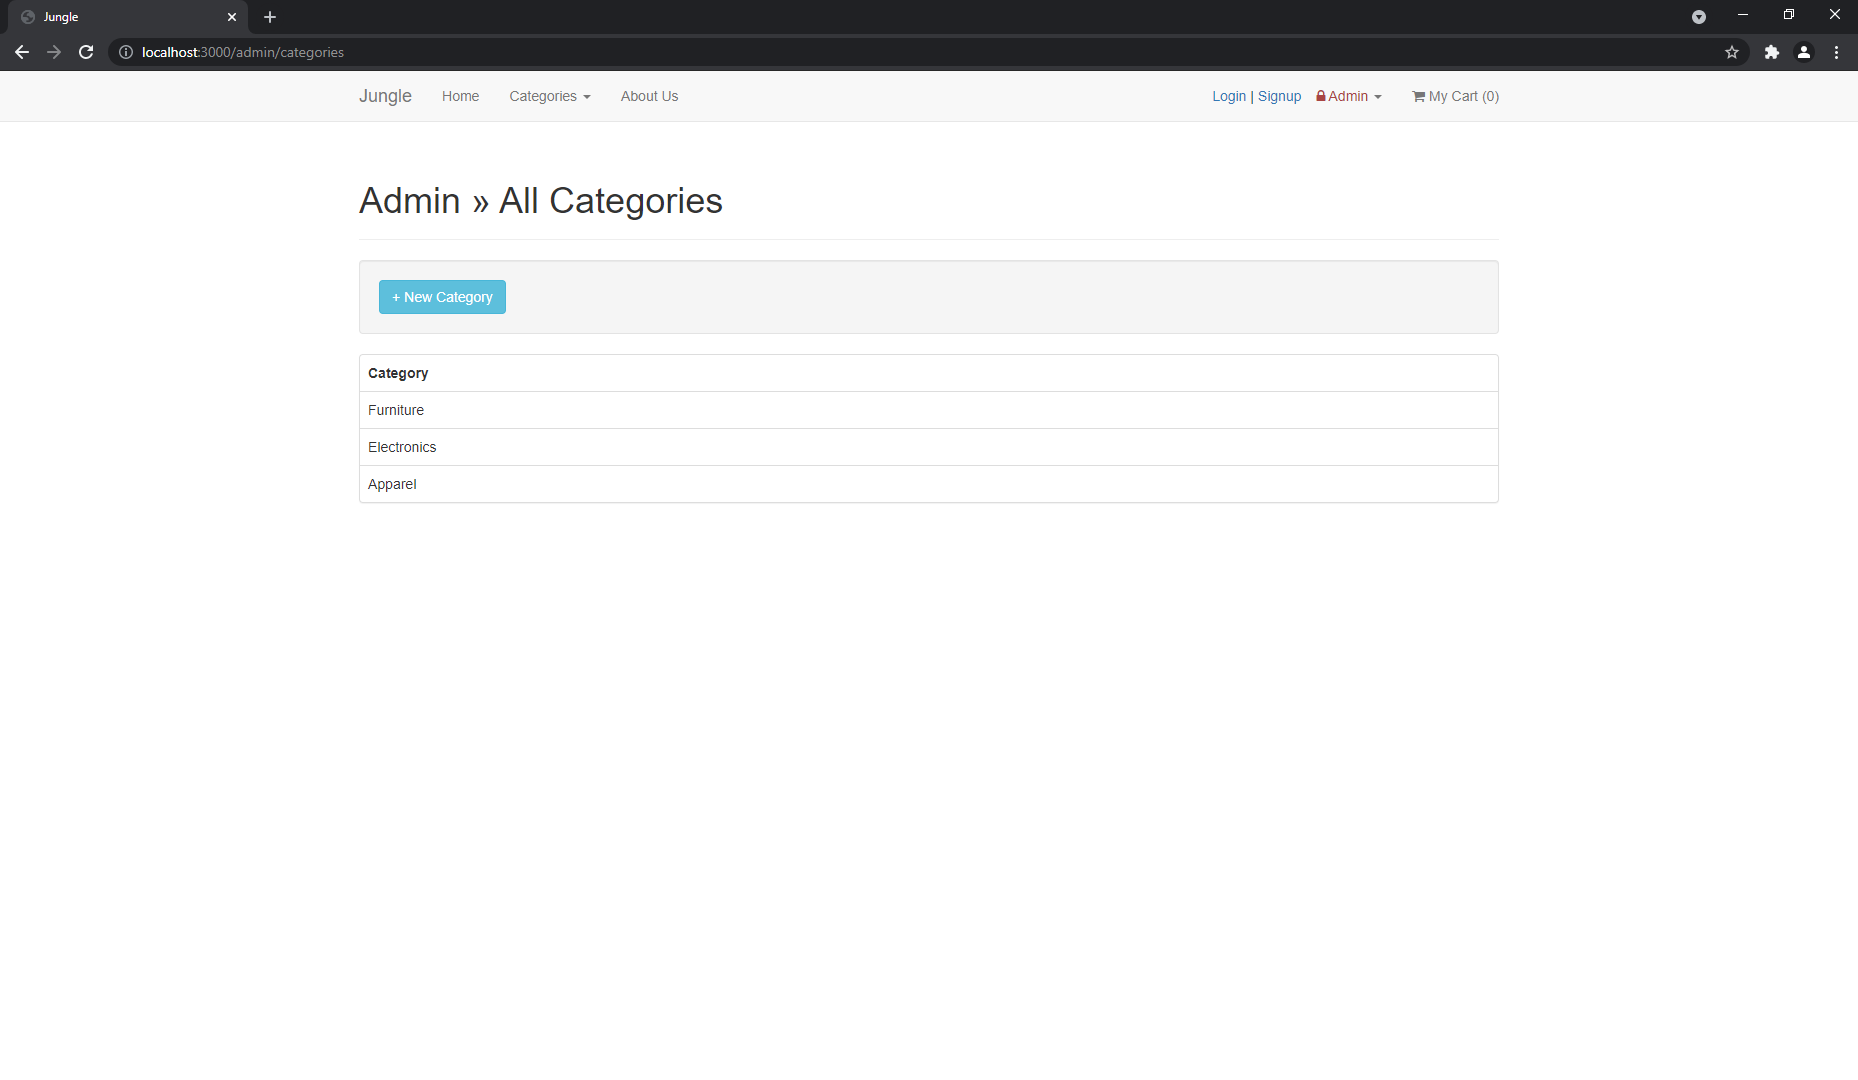 Jungle
localhost:3000/admin/categories
Jungle Home Categories About Us Login | Signup Admin My Cart (0)
Admin » All Categories
+ New Category
Category
Furniture
Electronics
Apparel